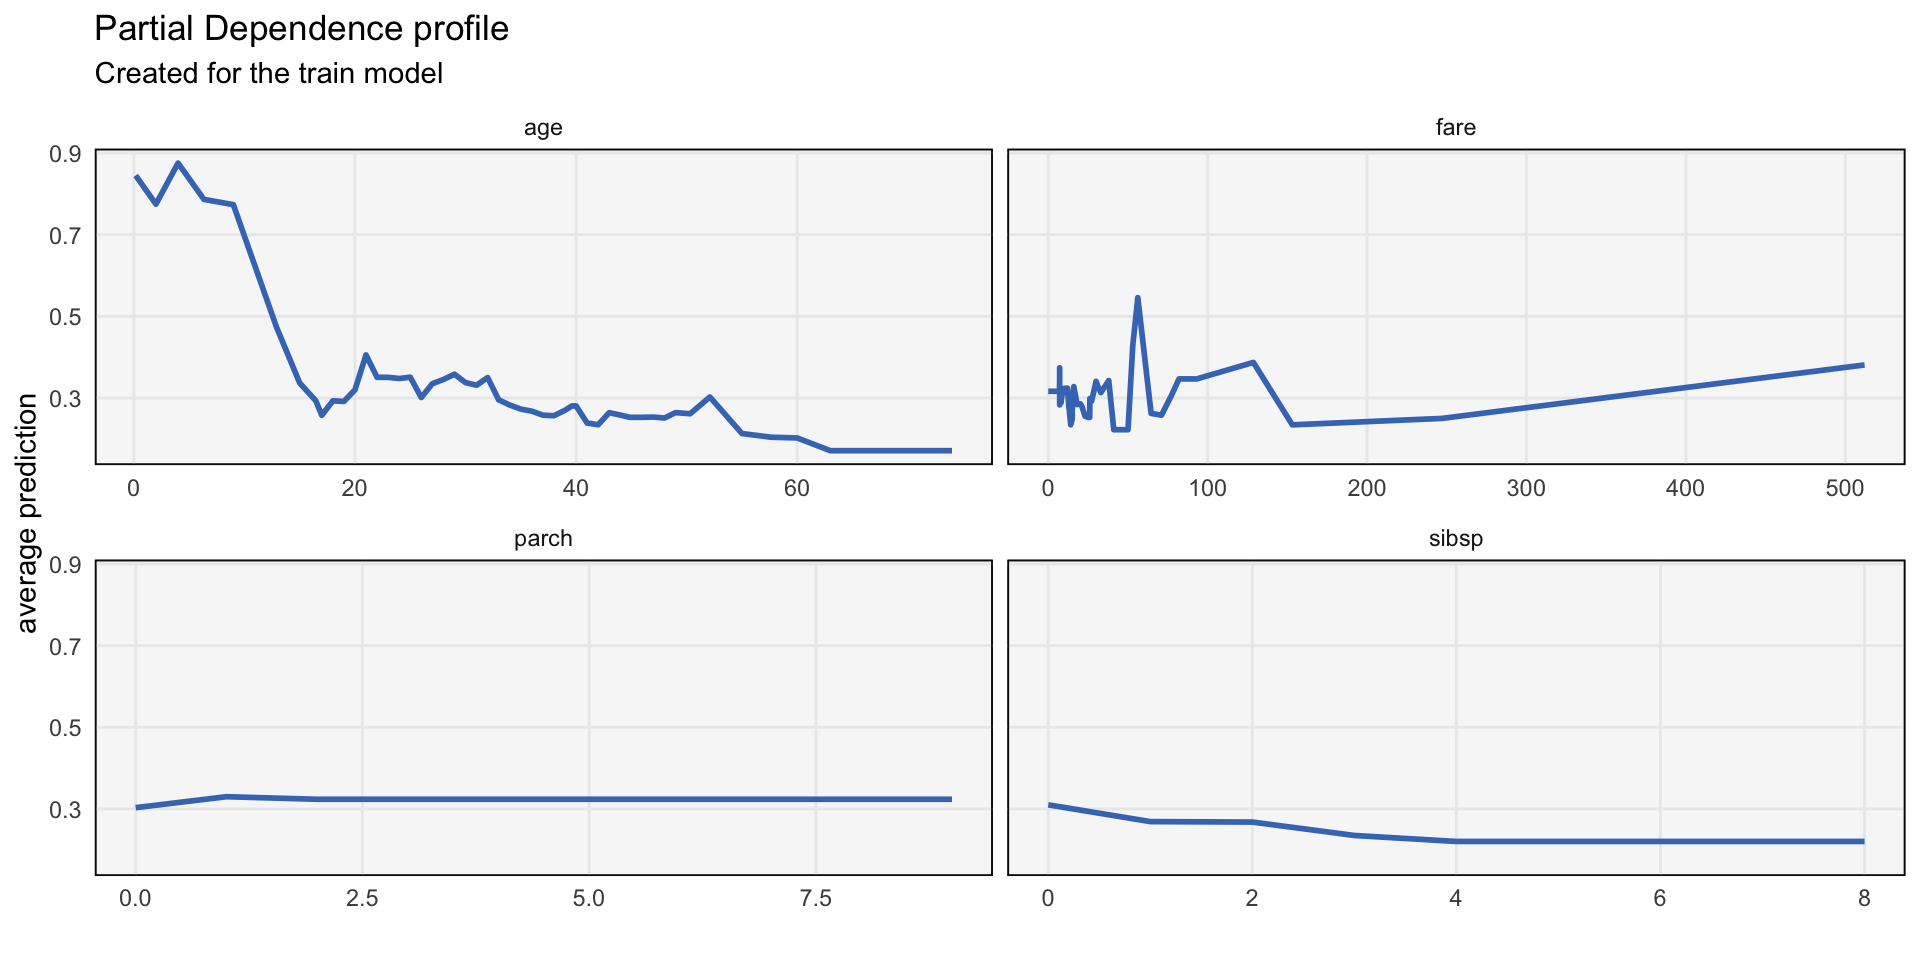 Partial Dependence profile
Created for the train model
age
fare
0.9
0.7
0.5
0.3
0 20 40 60
0 100 200 300 400 500
average prediction
parch
sibsp
0.9
0.7
0.5
0.3
0.0 2.5 5.0 7.5
0 2 4 6 8